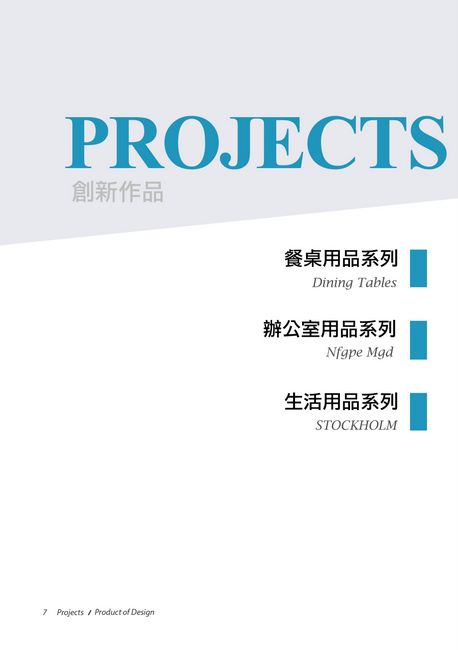 PROJECTS
創新作品
餐桌用品系列
Dining Tables
辦公室用品系列
Nfgpe Mgd
生活用品系列
STOCKHOLM
7 Projects / Product of Design